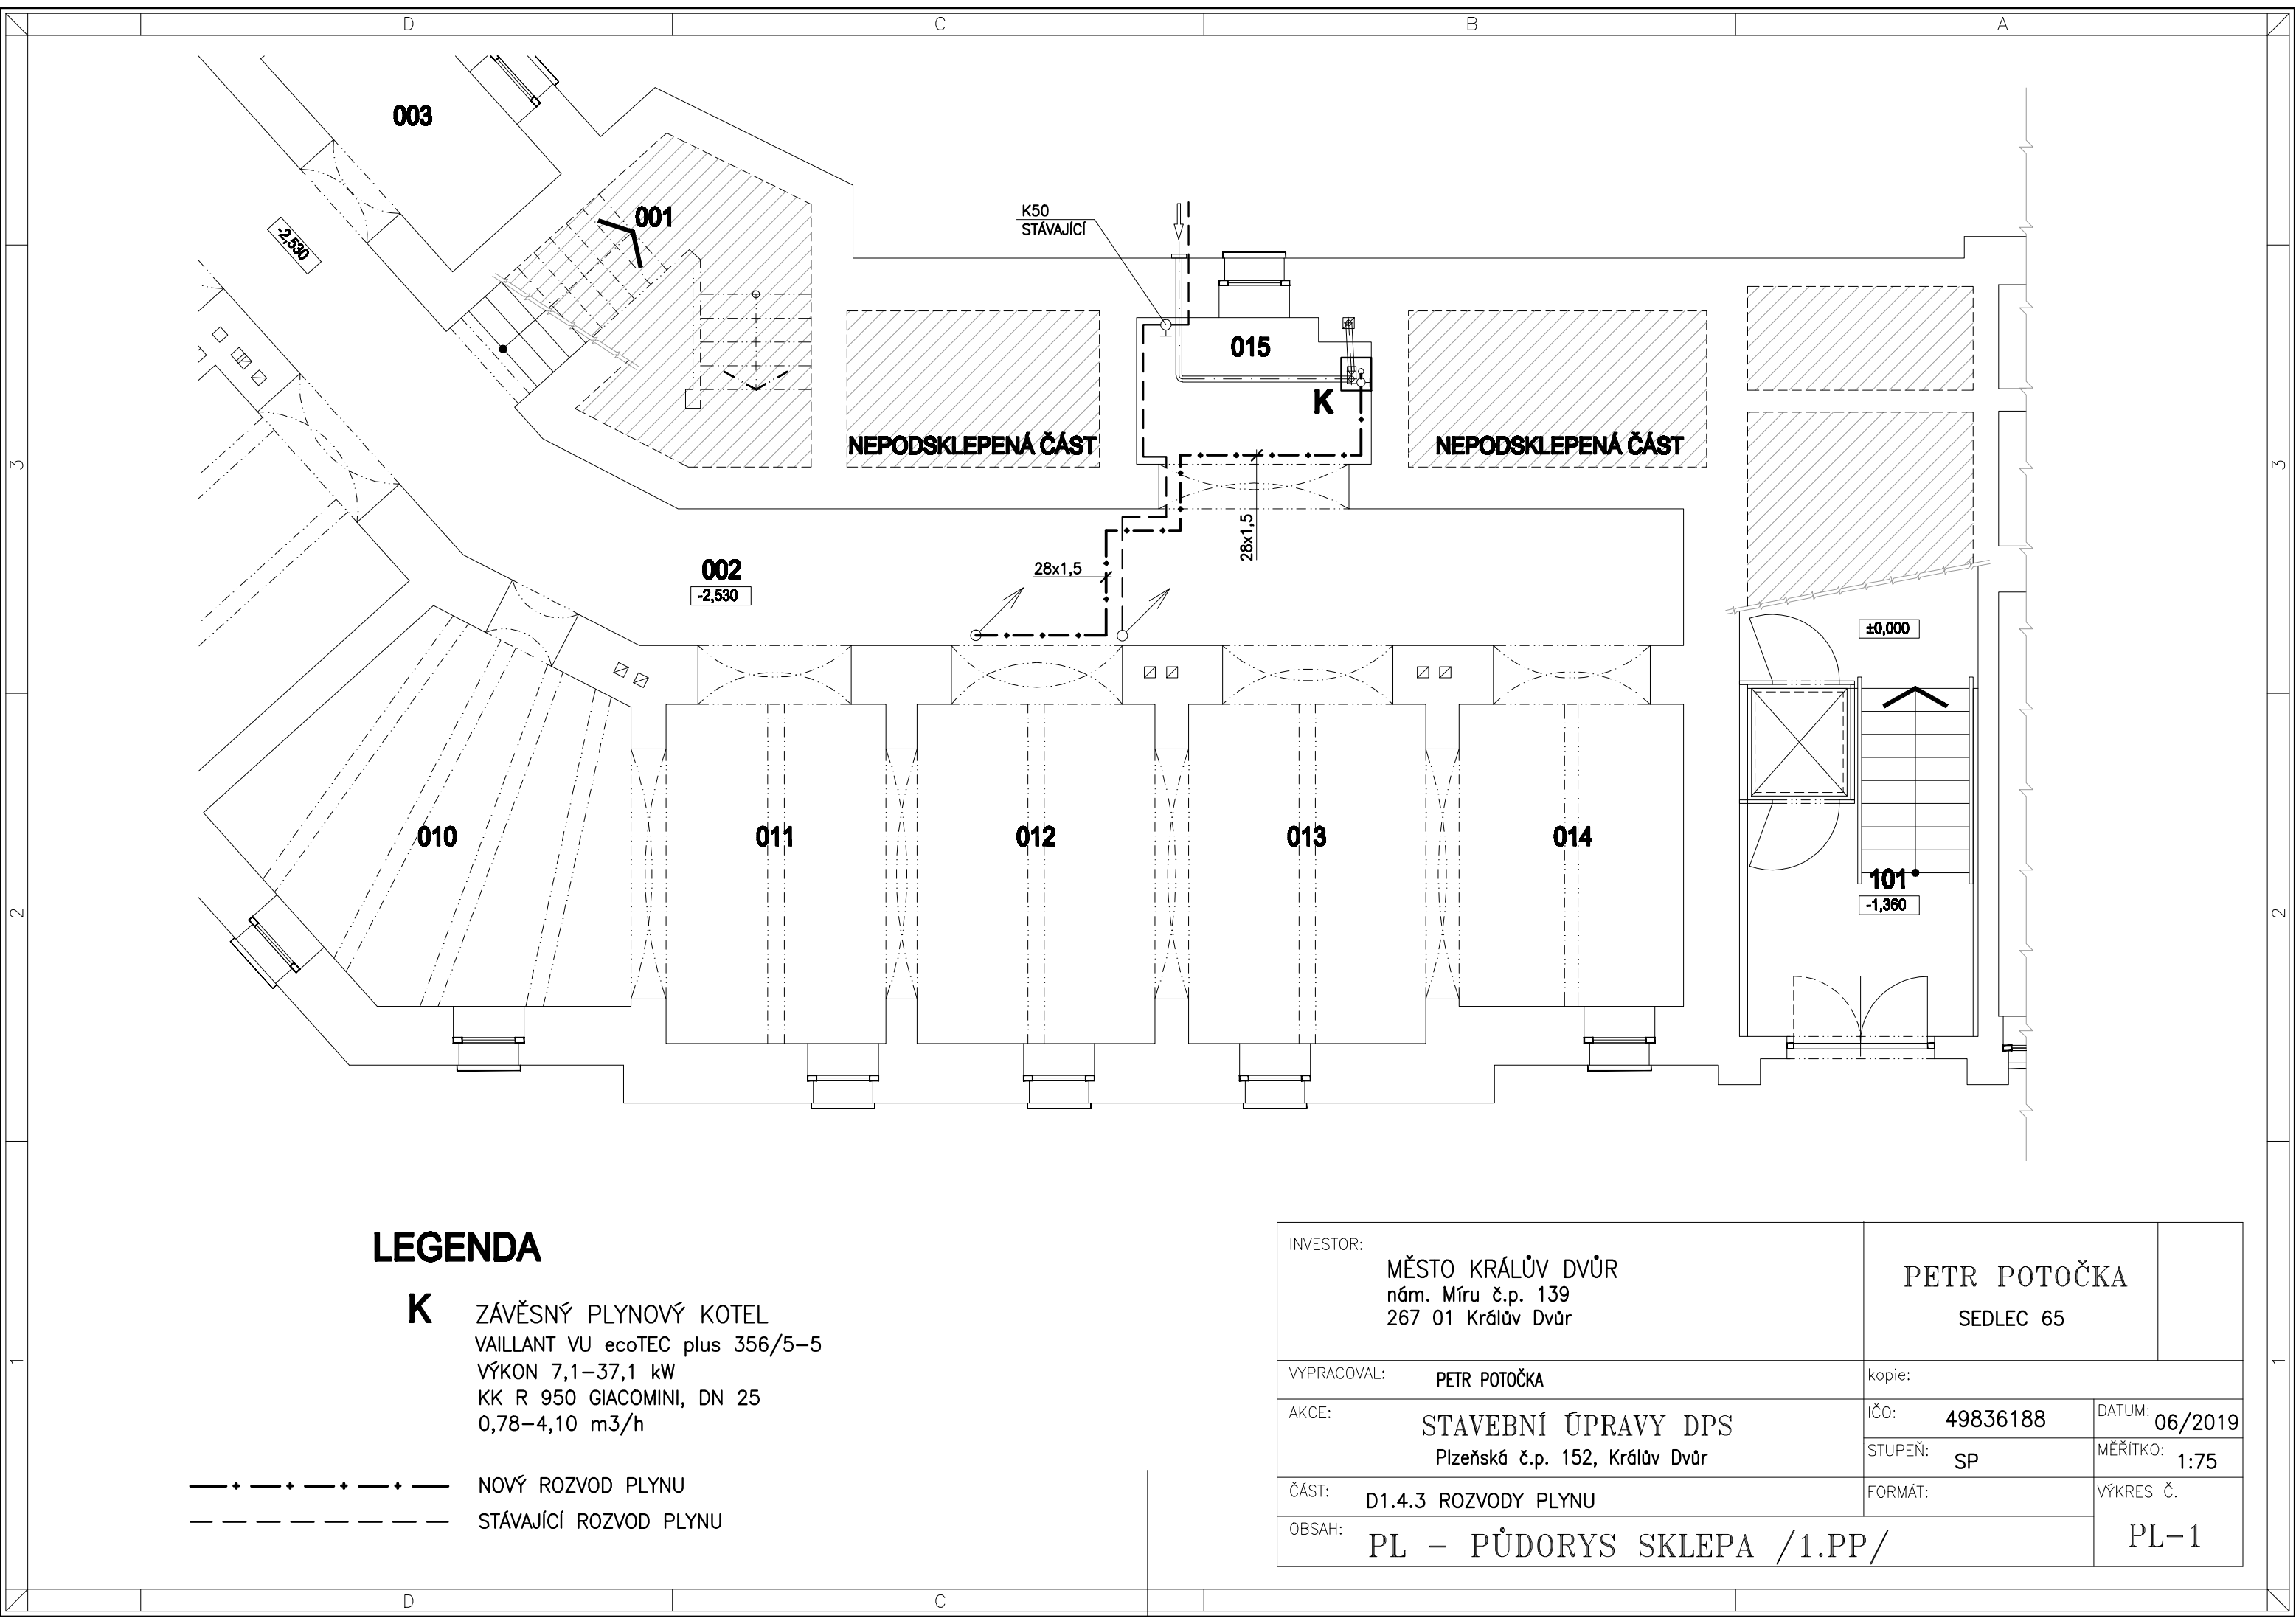 D
C
B
A
003
001
-2,530
K50
STÁVAJÍCÍ
015
K
NEPODSKLEPENÁ ČÁST
NEPODSKLEPENÁ ČÁST
3
3
28x1,5
28x1,5
002
-2,530
±0,000
010
011
012
013
014
101
-1,360
2
2
LEGENDA
K
ZÁVĚSNÝ PLYNOVÝ KOTEL
VAILLANT VU ecoTEC plus 356/5-5
VÝKON 7,1-37,1 kW
KK R 950 GIACOMINI, DN 25
0,78-4,10 m3/h
NOVÝ ROZVOD PLYNU
STÁVAJÍCÍ ROZVOD PLYNU
1
1
INVESTOR:
MĚSTO KRÁLŮV DVŮR
nám. Míru č.p. 139
267 01 Králův Dvůr
PETR POTOČKA
SEDLEC 65
VYPRACOVAL: PETR POTOČKA
kopie:
AKCE: STAVEBNÍ ÚPRAVY DPS
Plzeňská č.p. 152, Králův Dvůr
IČO: 49836188
DATUM: 06/2019
STUPEŇ: SP
MĚŘÍTKO: 1:75
ČÁST: D1.4.3 ROZVODY PLYNU
FORMÁT:
VÝKRES Č.
PL-1
OBSAH: PL - PŮDORYS SKLEPA /1.PP/
D
C